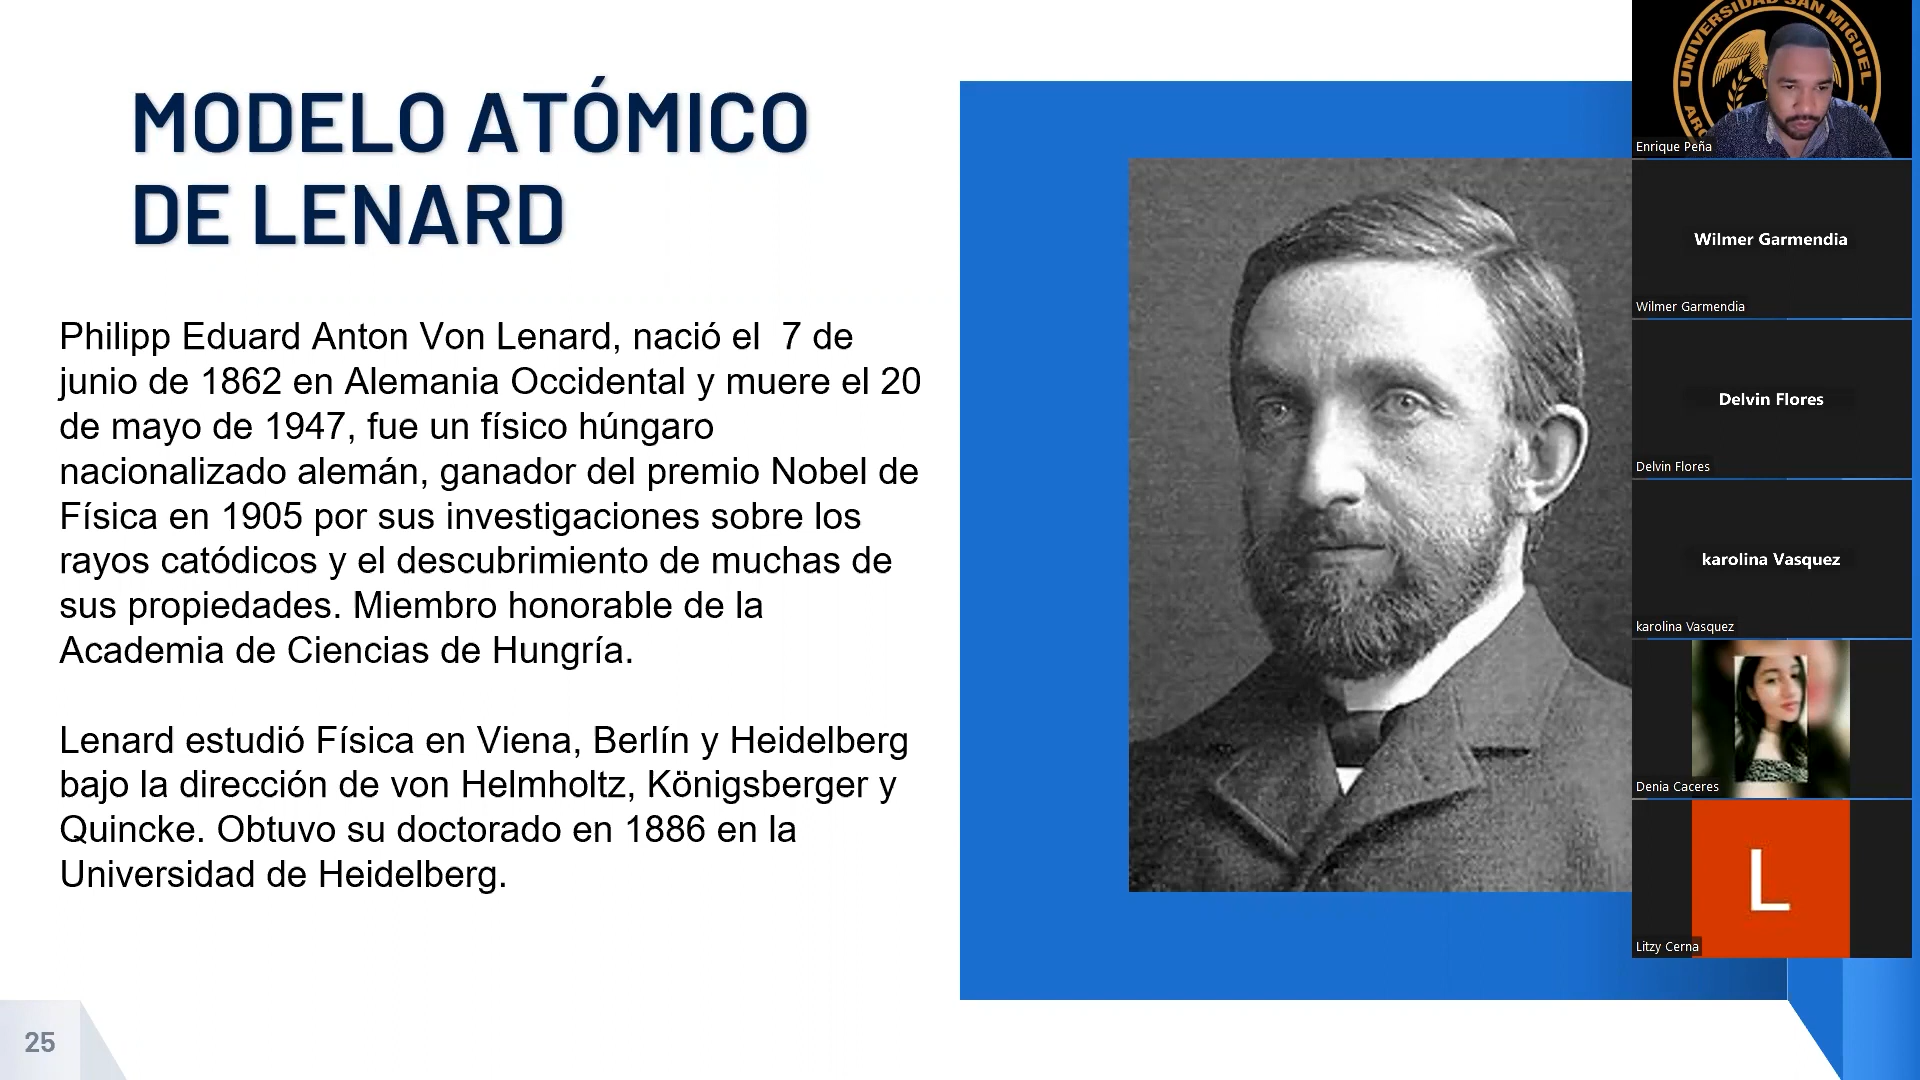 MODELO ATÓMICO
DE LENARD
Philipp Eduard Anton Von Lenard, nació el  7 de
junio de 1862 en Alemania Occidental y muere el 20
de mayo de 1947, fue un físico húngaro
nacionalizado alemán, ganador del premio Nobel de
Física en 1905 por sus investigaciones sobre los
rayos catódicos y el descubrimiento de muchas de
sus propiedades. Miembro honorable de la
Academia de Ciencias de Hungría.
Lenard estudió Física en Viena, Berlín y Heidelberg
bajo la dirección de von Helmholtz, Königsberger y
Quincke. Obtuvo su doctorado en 1886 en la
Universidad de Heidelberg.
25
UNIVERSIDAD SAN MIGUEL
Enrique Peña
Wilmer Garmendia
Wilmer Garmendia
Delvin Flores
Delvin Flores
karolina Vasquez
karolina Vasquez
Denia Caceres
L
Litzy Cerna